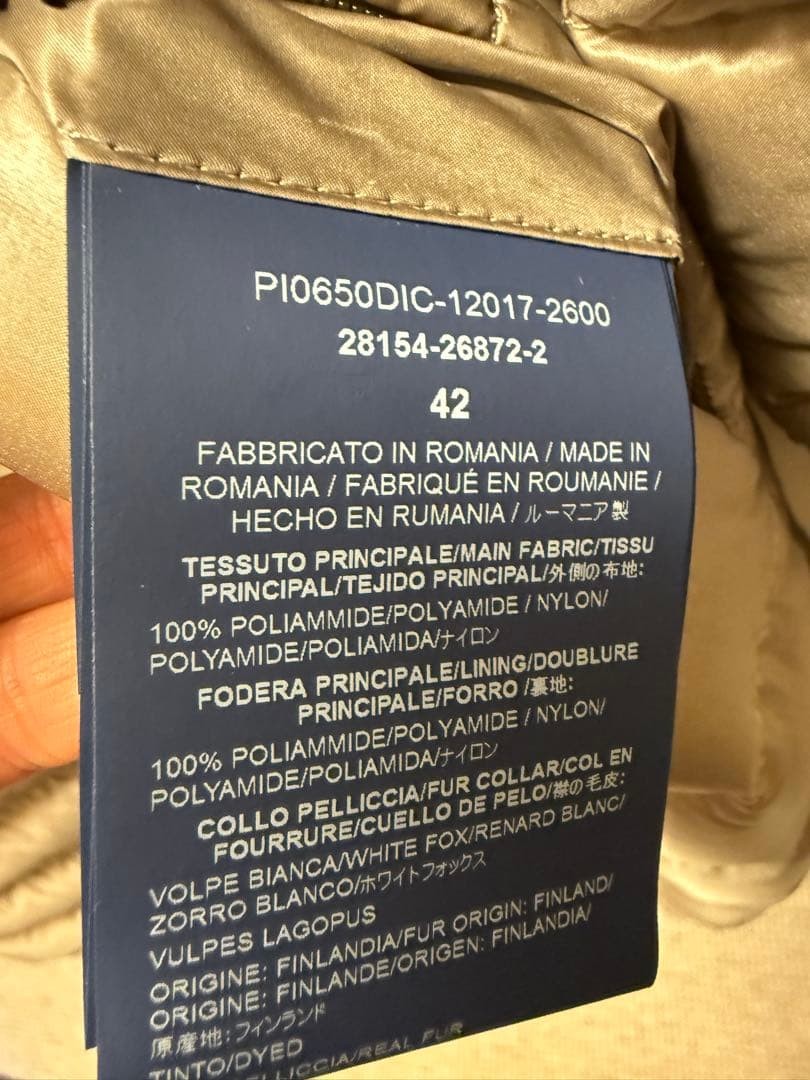 PI0650DIC-12017-2600
28154-26872-2
42
FABBRICATO IN ROMANIA / MADE IN
ROMANIA / FABRIQUÉ EN ROUMANIE /
HECHO EN RUMANIA / ルーマニア製
TESSUTO PRINCIPALE/MAIN FABRIC/TISSU
PRINCIPAL/TEJIDO PRINCIPAL/外側の布地:
100% POLIAMMIDE/POLYAMIDE / NYLON/
POLYAMIDE/POLIAMIDA/ナイロン
FODERA PRINCIPALE/LINING/DOUBLURE
PRINCIPALE/FORRO /裏地:
100% POLIAMMIDE/POLYAMIDE / NYLON/
POLYAMIDE/POLIAMIDA/ナイロン
COLLO PELLICCIA/FUR COLLAR/COL EN
FOURRURE/CUELLO DE PELO/襟の毛皮:
VOLPE BIANCA/WHITE FOX/RENARD BLANC/
ZORRO BLANCO/ホワイトフォックス
VULPES LAGOPUS
ORIGINE: FINLANDIA/FUR ORIGIN: FINLAND/
ORIGINE: FINLANDE/ORIGEN: FINLANDIA/
原産地:フィンランド
TINTO/DYED
PELLICCIA/REAL FUR